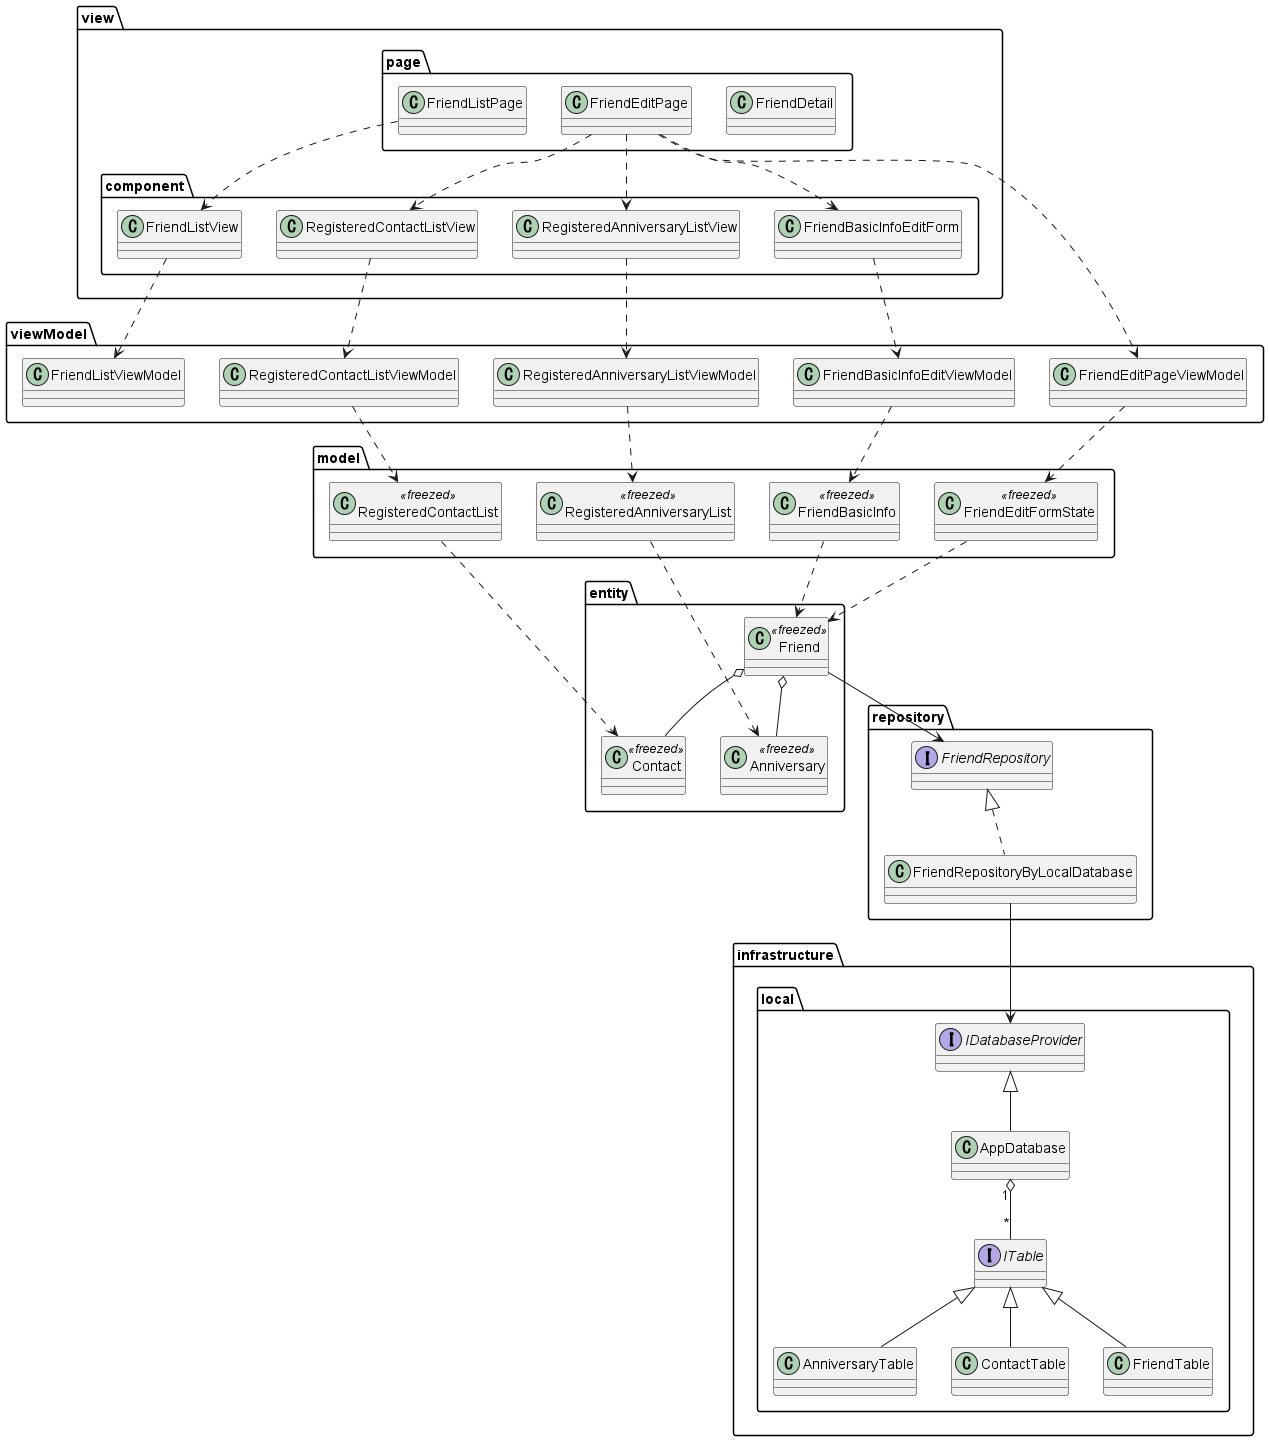 view
page
C FriendListPage
C FriendEditPage
C FriendDetail
component
C FriendListView
C RegisteredContactListView
C RegisteredAnniversaryListView
C FriendBasicInfoEditForm
viewModel
C FriendListViewModel
C RegisteredContactListViewModel
C RegisteredAnniversaryListViewModel
C FriendBasicInfoEditViewModel
C FriendEditPageViewModel
model
«freezed»
C RegisteredContactList
«freezed»
C RegisteredAnniversaryList
«freezed»
C FriendBasicInfo
«freezed»
C FriendEditFormState
entity
«freezed»
C Friend
«freezed»
C Contact
«freezed»
C Anniversary
repository
I FriendRepository
C FriendRepositoryByLocalDatabase
infrastructure
local
I IDatabaseProvider
C AppDatabase
1
*
I ITable
C AnniversaryTable
C ContactTable
C FriendTable